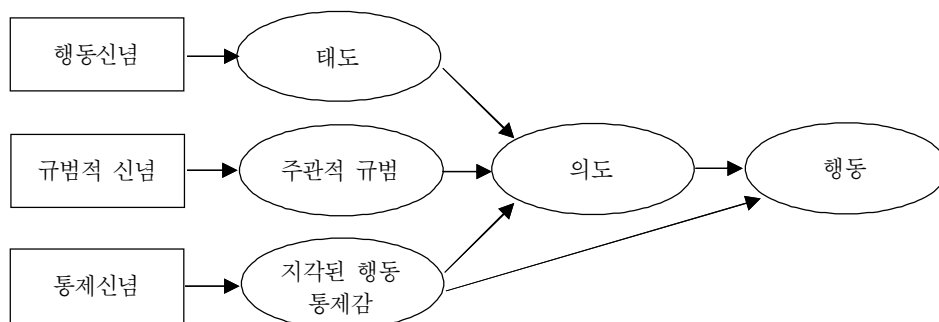 행동신념
태도
규범적 신념
주관적 규범
의도
행동
통제신념
지각된 행동
통제감